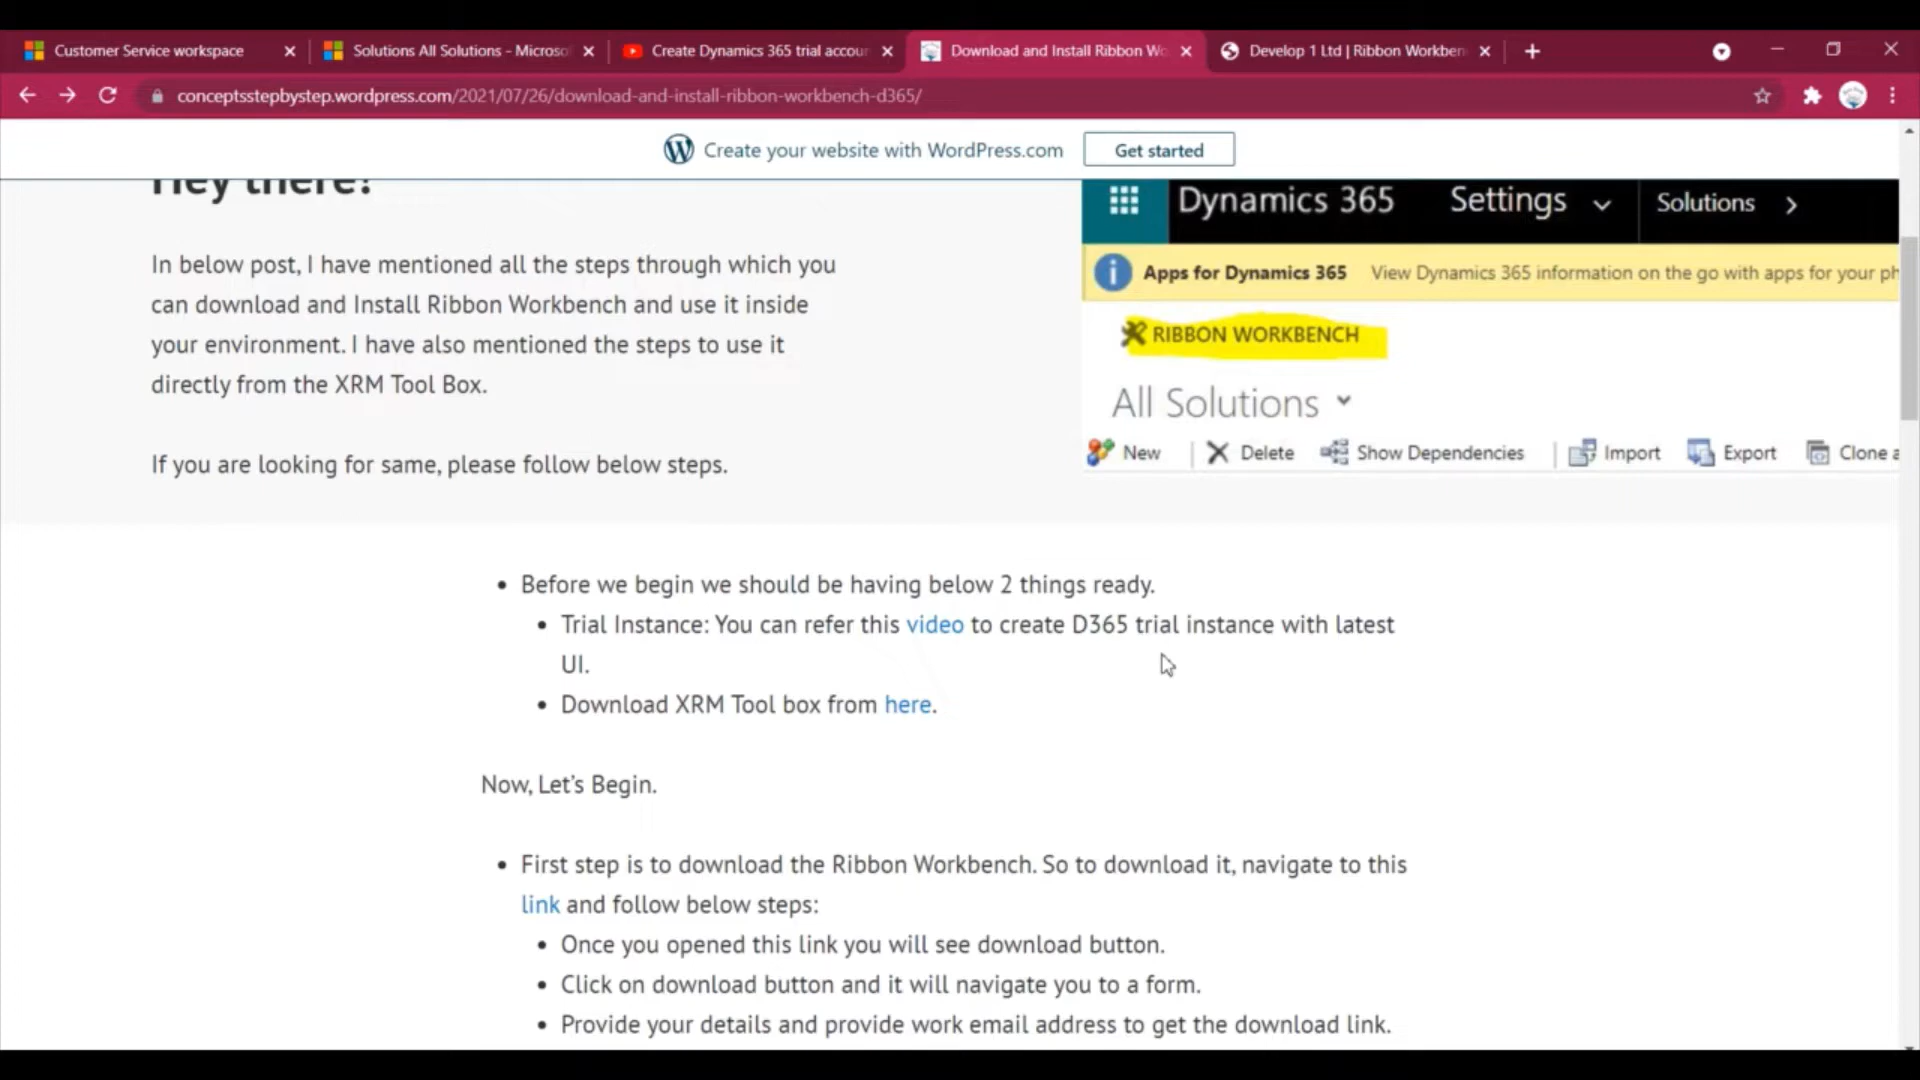 Customer Service workspace
Solutions All Solutions - Microso
Create Dynamics 365 trial accou
Download and Install Ribbon Wo
Develop 1 Ltd | Ribbon Workben
conceptsstepbystep.wordpress.com/2021/07/26/download-and-install-ribbon-workbench-d365/
Create your website with WordPress.com
Get started
Hey there!
In below post, I have mentioned all the steps through which you
can download and Install Ribbon Workbench and use it inside
your environment. I have also mentioned the steps to use it
directly from the XRM Tool Box.
If you are looking for same, please follow below steps.
Dynamics 365 Settings Solutions
Apps for Dynamics 365 View Dynamics 365 information on the go with apps for your ph
RIBBON WORKBENCH
All Solutions
New Delete Show Dependencies Import Export Clone a
• Before we begin we should be having below 2 things ready.
• Trial Instance: You can refer this video to create D365 trial instance with latest
UI.
• Download XRM Tool box from here.
Now, Let's Begin.
• First step is to download the Ribbon Workbench. So to download it, navigate to this
link and follow below steps:
• Once you opened this link you will see download button.
• Click on download button and it will navigate you to a form.
• Provide your details and provide work email address to get the download link.